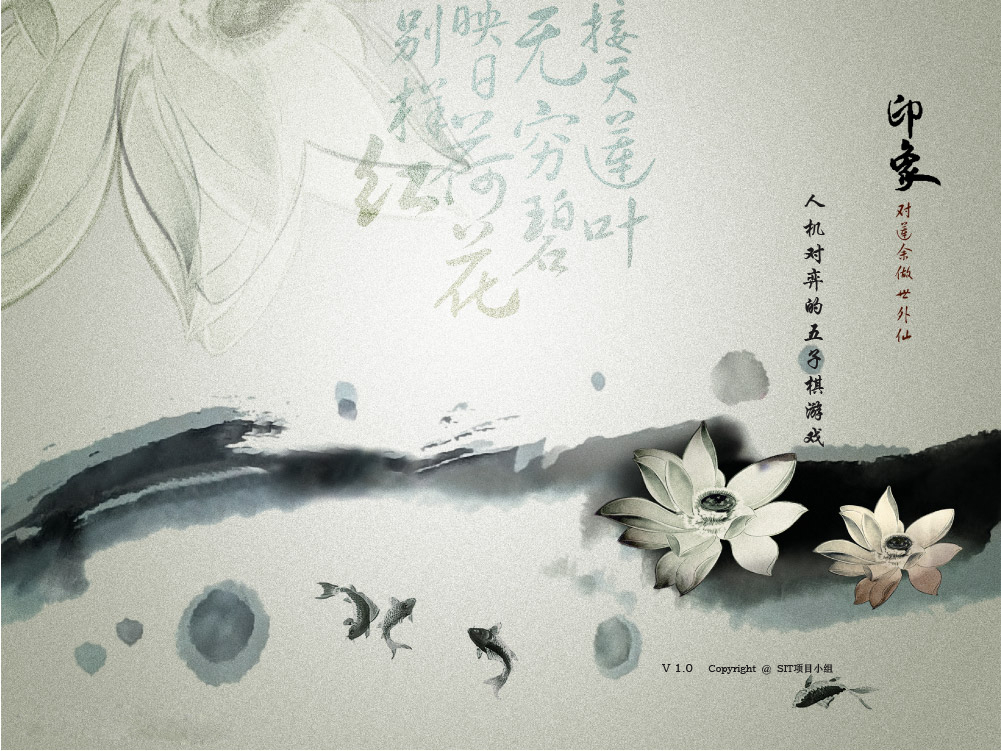 接天莲叶
无穷碧
映日荷花
别样红
印象
对莲余做世外仙
人机对弈的五子棋游戏
V 1.0 Copyright @ SIT项目小组